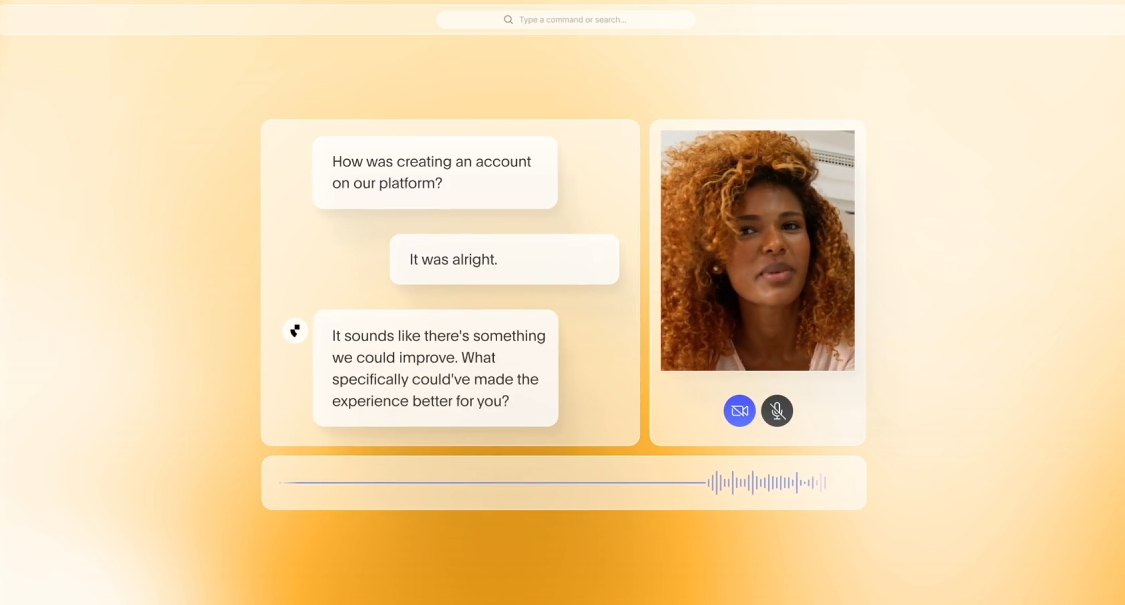 Type a command or search...
How was creating an account
on our platform?
It was alright.
It sounds like there's something
we could improve. What
specifically could've made the
experience better for you?